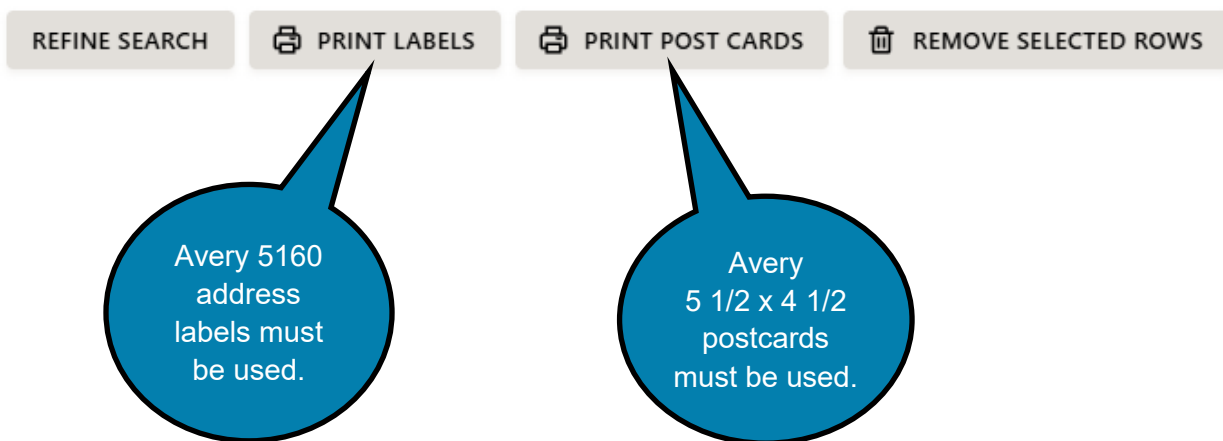 REFINE SEARCH
PRINT LABELS
PRINT POST CARDS
REMOVE SELECTED ROWS
Avery 5160
address
labels must
be used.
Avery
5 1/2 x 4 1/2
postcards
must be used.